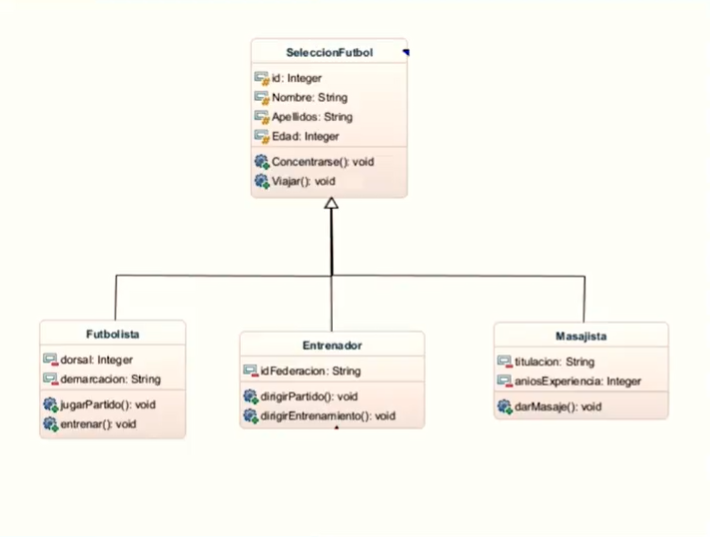 SeleccionFutbol
id: Integer
Nombre: String
Apellidos: String
Edad: Integer
Concentrarse(): void
Viajar(): void
Futbolista
dorsal: Integer
demarcacion: String
jugarPartido(): void
entrenar(): void
Entrenador
idFederacion: String
dirigirPartido(): void
dirigirEntrenamiento(): void
Masajista
titulacion: String
aniosExperiencia: Integer
darMasaje(): void